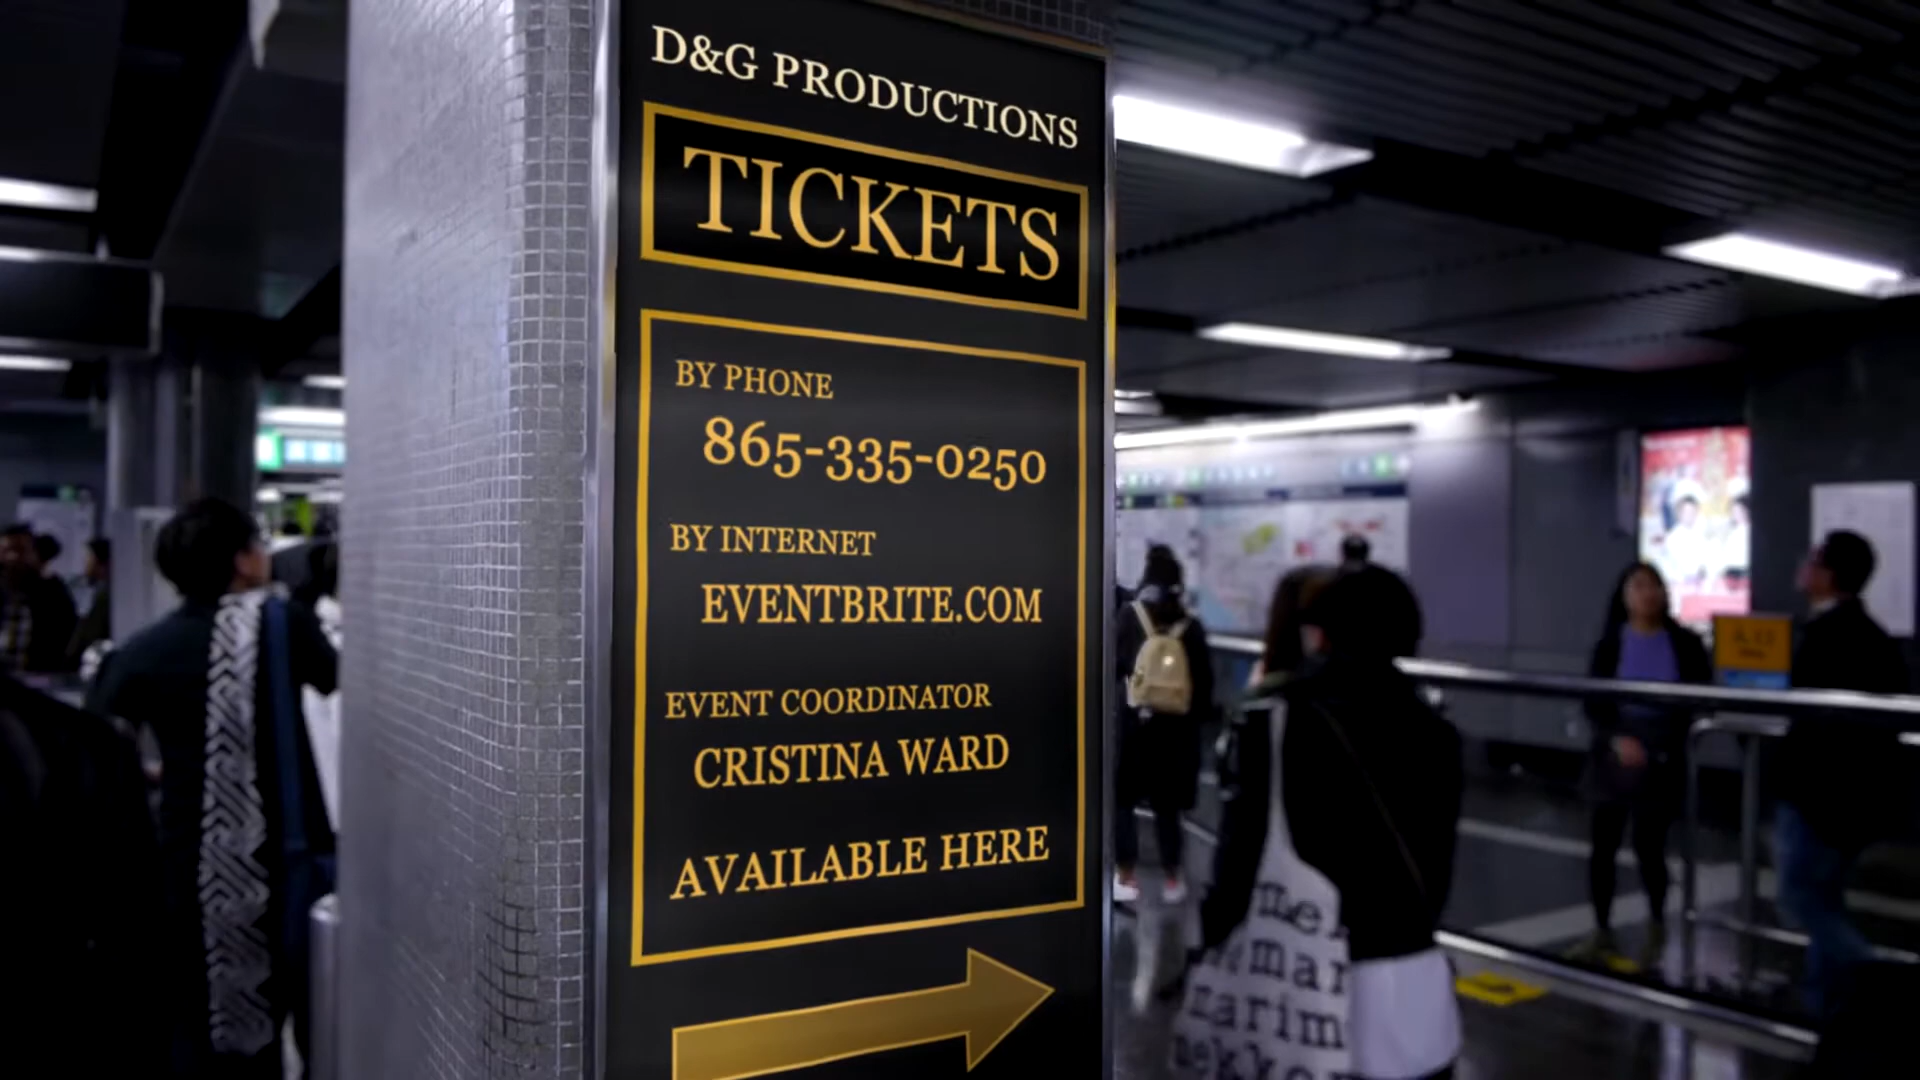 D&G PRODUCTIONS
TICKETS
BY PHONE
865-335-0250
BY INTERNET
EVENTBRITE.COM
EVENT COORDINATOR
CRISTINA WARD
AVAILABLE HERE